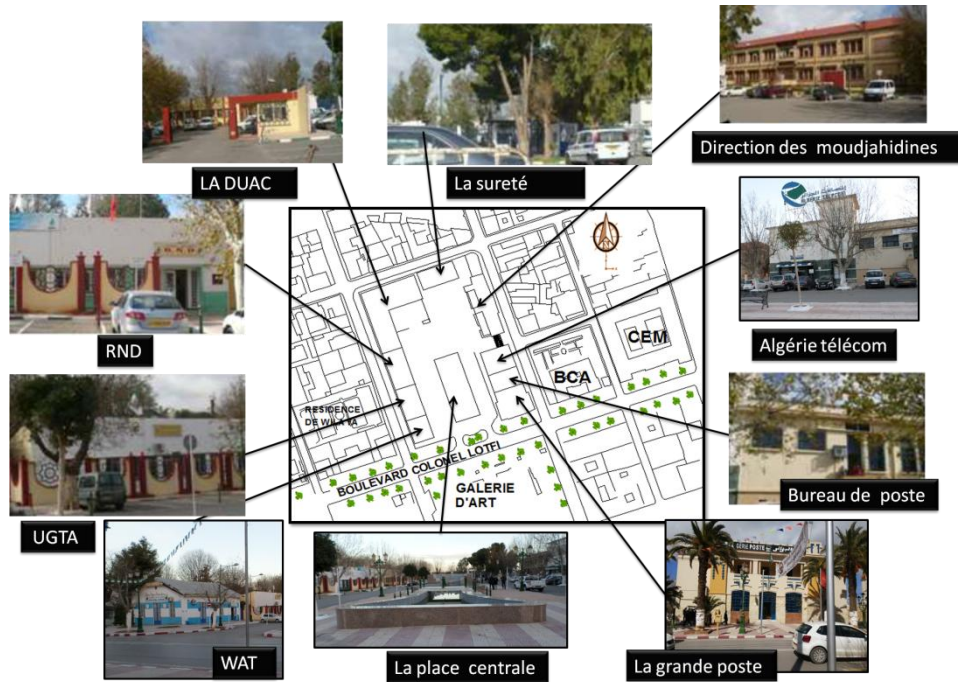 LA DUAC
La sureté
Direction des moudjahidines
RND
Algérie télécom
CEM
BCA
RESIDENCE
DE WILAYA
BOULEVARD COLONEL LOTFI
GALERIE
D'ART
Bureau de poste
UGTA
WAT
La place centrale
La grande poste